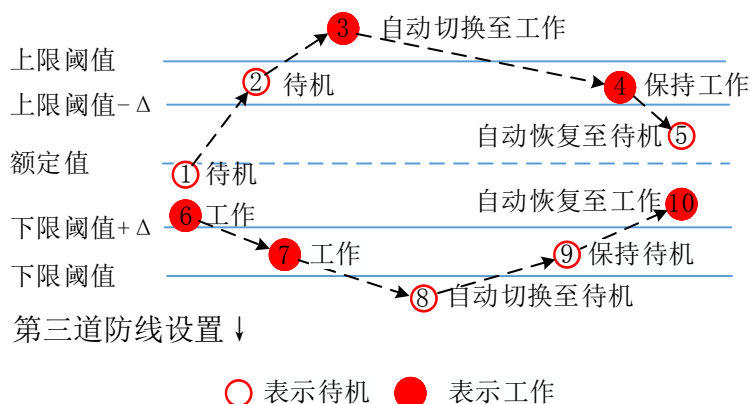 ③ 自动切换至工作
上限阈值
② 待机
④ 保持工作
上限阈值-Δ
自动恢复至待机 ⑤
额定值
① 待机
自动恢复至工作 ⑩
⑥ 工作
下限阈值+Δ
⑦ 工作
⑨ 保持待机
下限阈值
⑧ 自动切换至待机
第三道防线设置↓
表示待机 表示工作